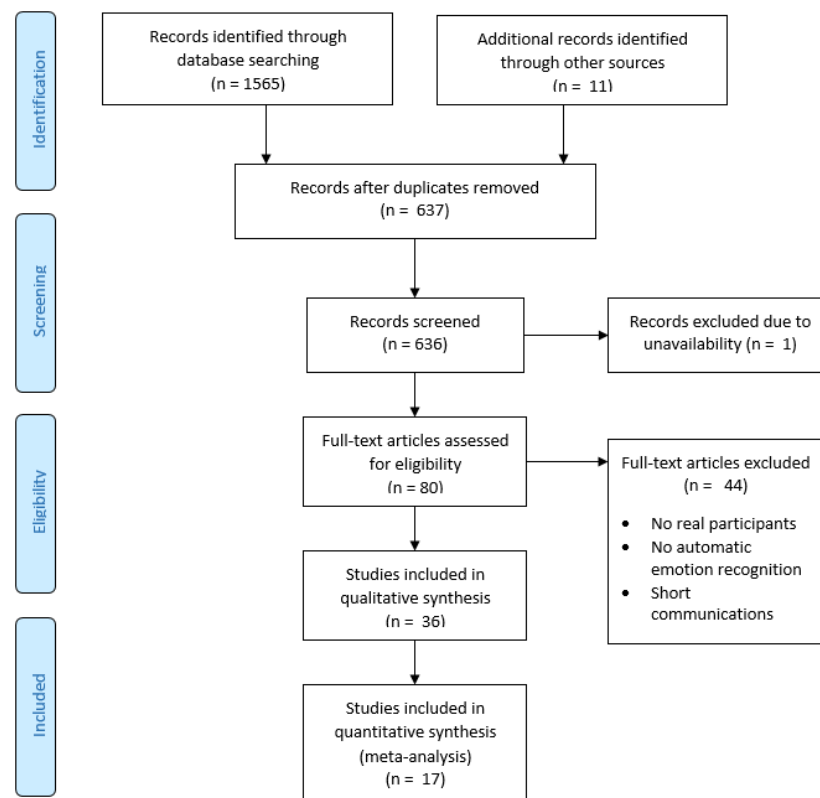 Identification
Records identified through
database searching
(n = 1565)
Additional records identified
through other sources
(n = 11)
Records after duplicates removed
(n = 637)
Screening
Records screened
(n = 636)
Records excluded due to
unavailability (n = 1)
Eligibility
Full-text articles assessed
for eligibility
(n = 80)
Full-text articles excluded
(n = 44)
• No real participants
• No automatic
emotion recognition
• Short
communications
Studies included in
qualitative synthesis
(n = 36)
Included
Studies included in
quantitative synthesis
(meta-analysis)
(n = 17)